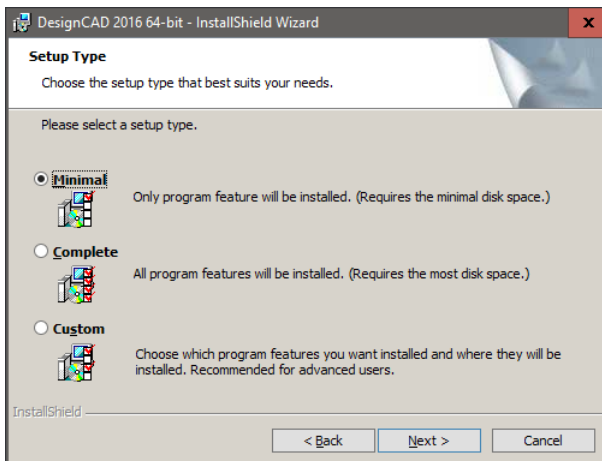 DesignCAD 2016 64-bit - InstallShield Wizard
x
Setup Type
Choose the setup type that best suits your needs.
Please select a setup type.
Minimal
Only program feature will be installed. (Requires the minimal disk space.)
Complete
All program features will be installed. (Requires the most disk space.)
Custom
Choose which program features you want installed and where they will be
installed. Recommended for advanced users.
InstallShield
< Back
Next >
Cancel